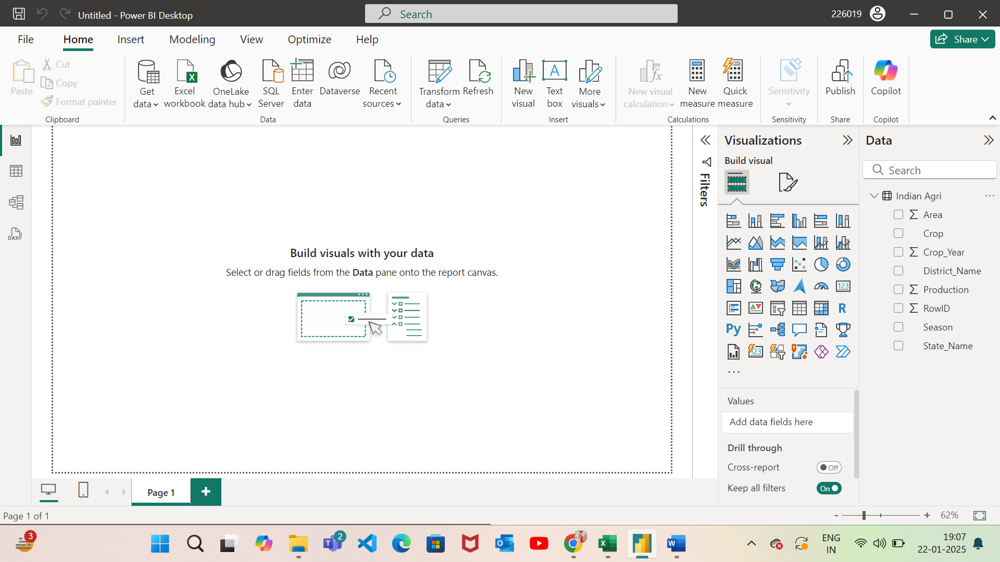 Untitled - Power BI Desktop
Search
226019
File
Home
Insert
Modeling
View
Optimize
Help
Share
Paste
Cut
Copy
Format painter
Clipboard
Get data
Excel workbook
OneLake data hub
SQL Server
Enter data
Dataverse
Recent sources
Data
Transform data
Refresh
Queries
New visual
Text box
A
More visuals
Insert
New visual calculation
New measure
Quick measure
Calculations
Sensitivity
Sensitivity
Publish
Share
Copilot
Copilot
DAX
Build visuals with your data
Select or drag fields from the Data pane onto the report canvas.
Filters
Visualizations
Build visual
123
R
Py
123
Values
Add data fields here
Drill through
Cross-report
Off
Keep all filters
On
Data
Search
Indian Agri
Area
Crop
Crop_Year
District_Name
Production
RowID
Season
State_Name
Page 1
Page 1 of 1
62%
3
2
ENG
IN
19:07
22-01-2025